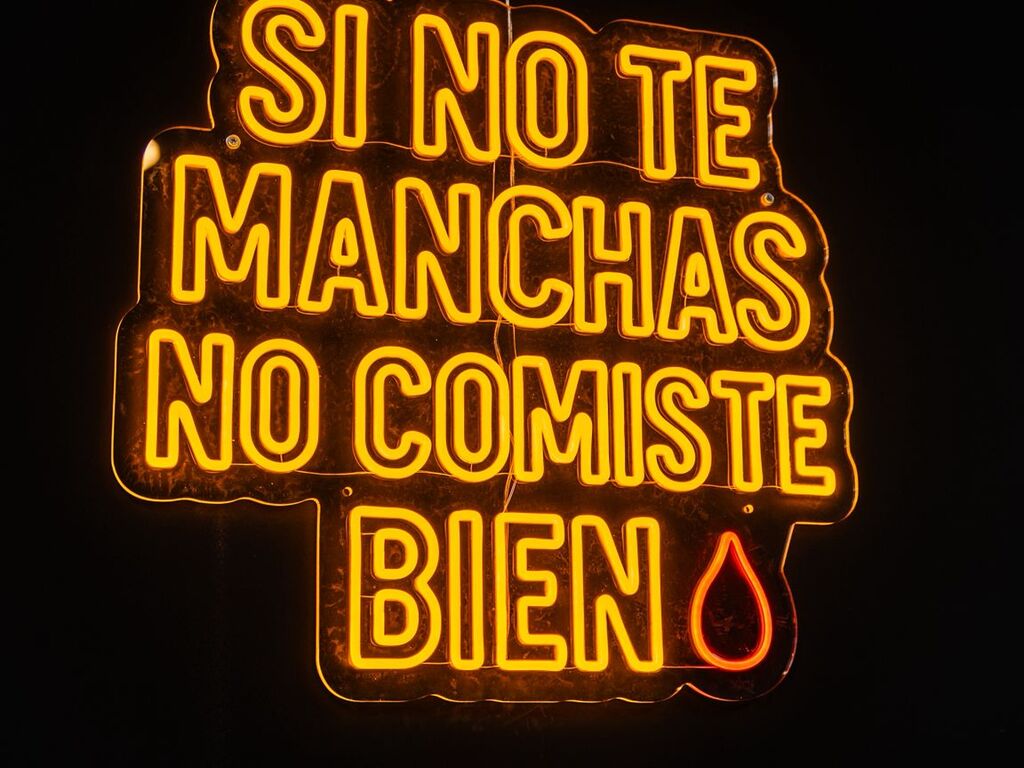 SI NO TE
MANCHAS
NO COMISTE
BIEN